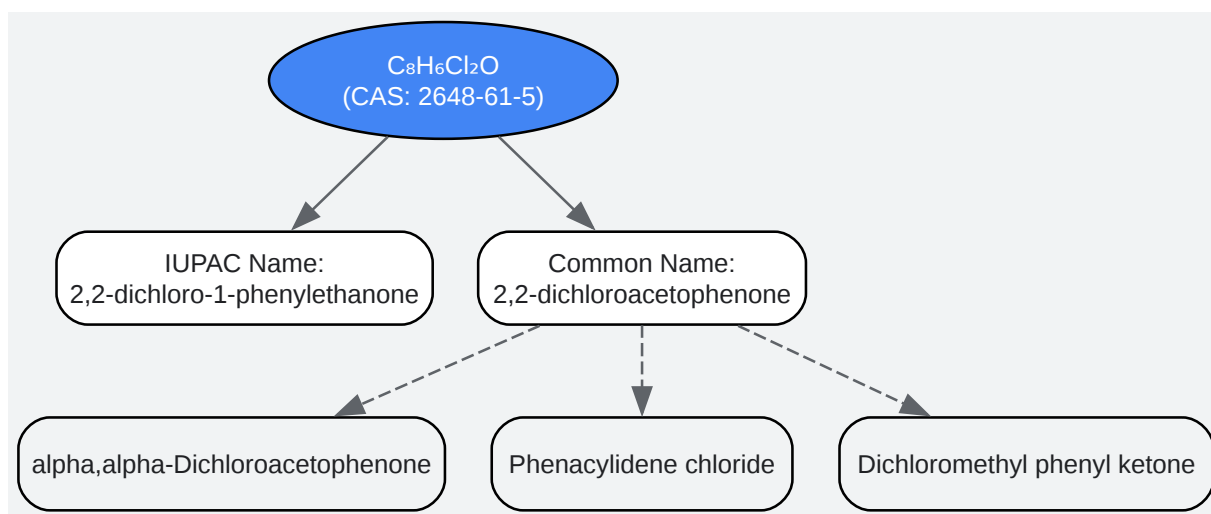 C₈H₆Cl₂O
(CAS: 2648-61-5)
IUPAC Name:
2,2-dichloro-1-phenylethanone
Common Name:
2,2-dichloroacetophenone
alpha,alpha-Dichloroacetophenone
Phenacylidene chloride
Dichloromethyl phenyl ketone